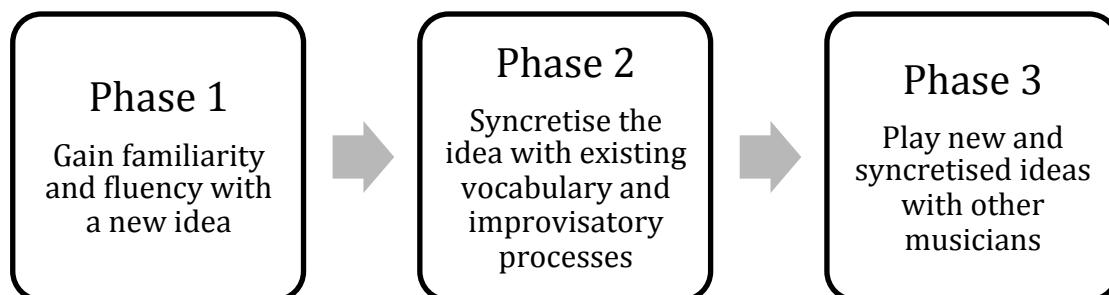 Phase 1
Gain familiarity
and fluency with
a new idea
Phase 2
Syncretise the
idea with existing
vocabulary and
improvisatory
processes
Phase 3
Play new and
syncretised ideas
with other
musicians